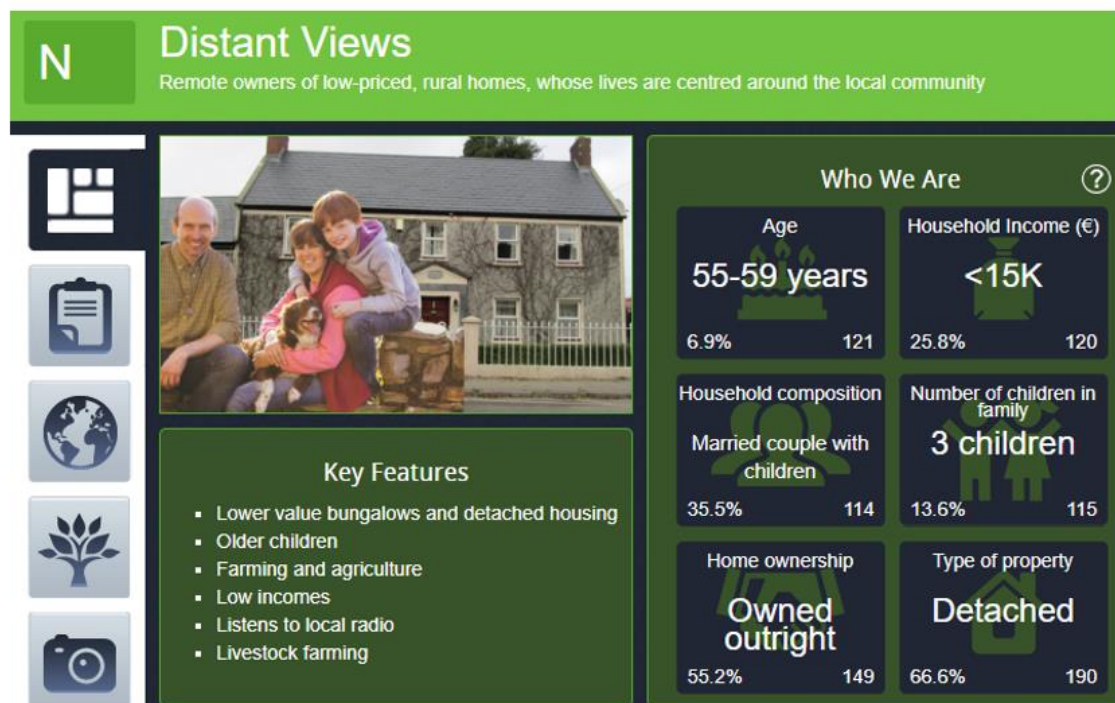 N
Distant Views
Remote owners of low-priced, rural homes, whose lives are centred around the local community
Key Features
▪ Lower value bungalows and detached housing
▪ Older children
▪ Farming and agriculture
▪ Low incomes
▪ Listens to local radio
▪ Livestock farming
Who We Are
?
Age
55-59 years
6.9% 121
Household Income (€)
<15K
25.8% 120
Household composition
Married couple with
children
35.5% 114
Number of children in
family
3 children
13.6% 115
Home ownership
Owned
outright
55.2% 149
Type of property
Detached
66.6% 190